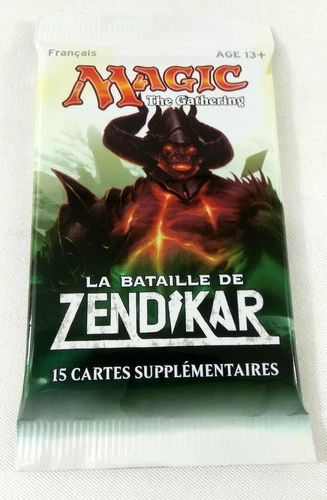 Français AGE 13+
MAGIC
The Gathering
LA BATAILLE DE
ZENDIKAR
15 CARTES SUPPLÉMENTAIRES